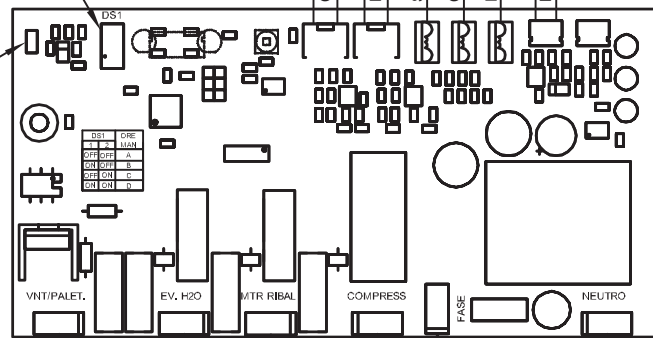 DS1
DS1 ORE
1 2 MAN
OFF OFF A
ON OFF B
OFF ON C
ON ON D
VNT/PALET. EV. H2O MTR RIBAL COMPRESS FASE NEUTRO